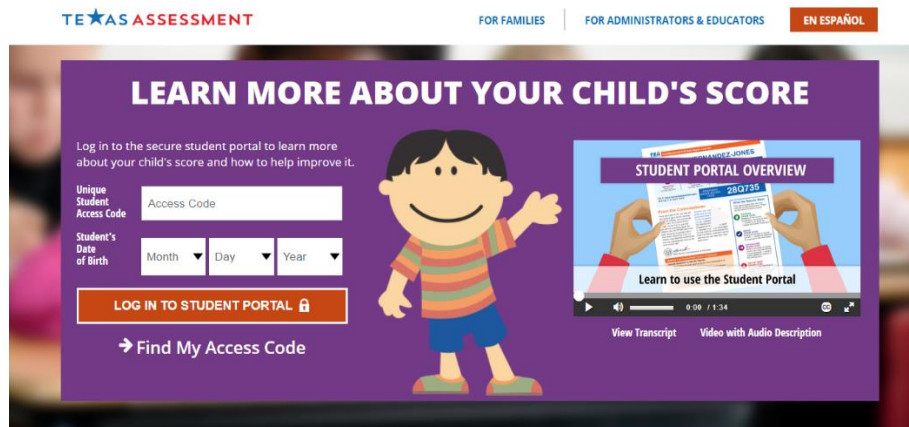 TEXAS ASSESSMENT
FOR FAMILIES
FOR ADMINISTRATORS & EDUCATORS
EN ESPAÑOL
LEARN MORE ABOUT YOUR CHILD'S SCORE
Log in to the secure student portal to learn more
about your child's score and how to help improve it.
Unique
Student
Access Code
Access Code
Student's
Date
of Birth
Month
Day
Year
LOG IN TO STUDENT PORTAL
Find My Access Code
STUDENT PORTAL OVERVIEW
28Q735
Learn to use the Student Portal
0:00 / 1:34
View Transcript
Video with Audio Description